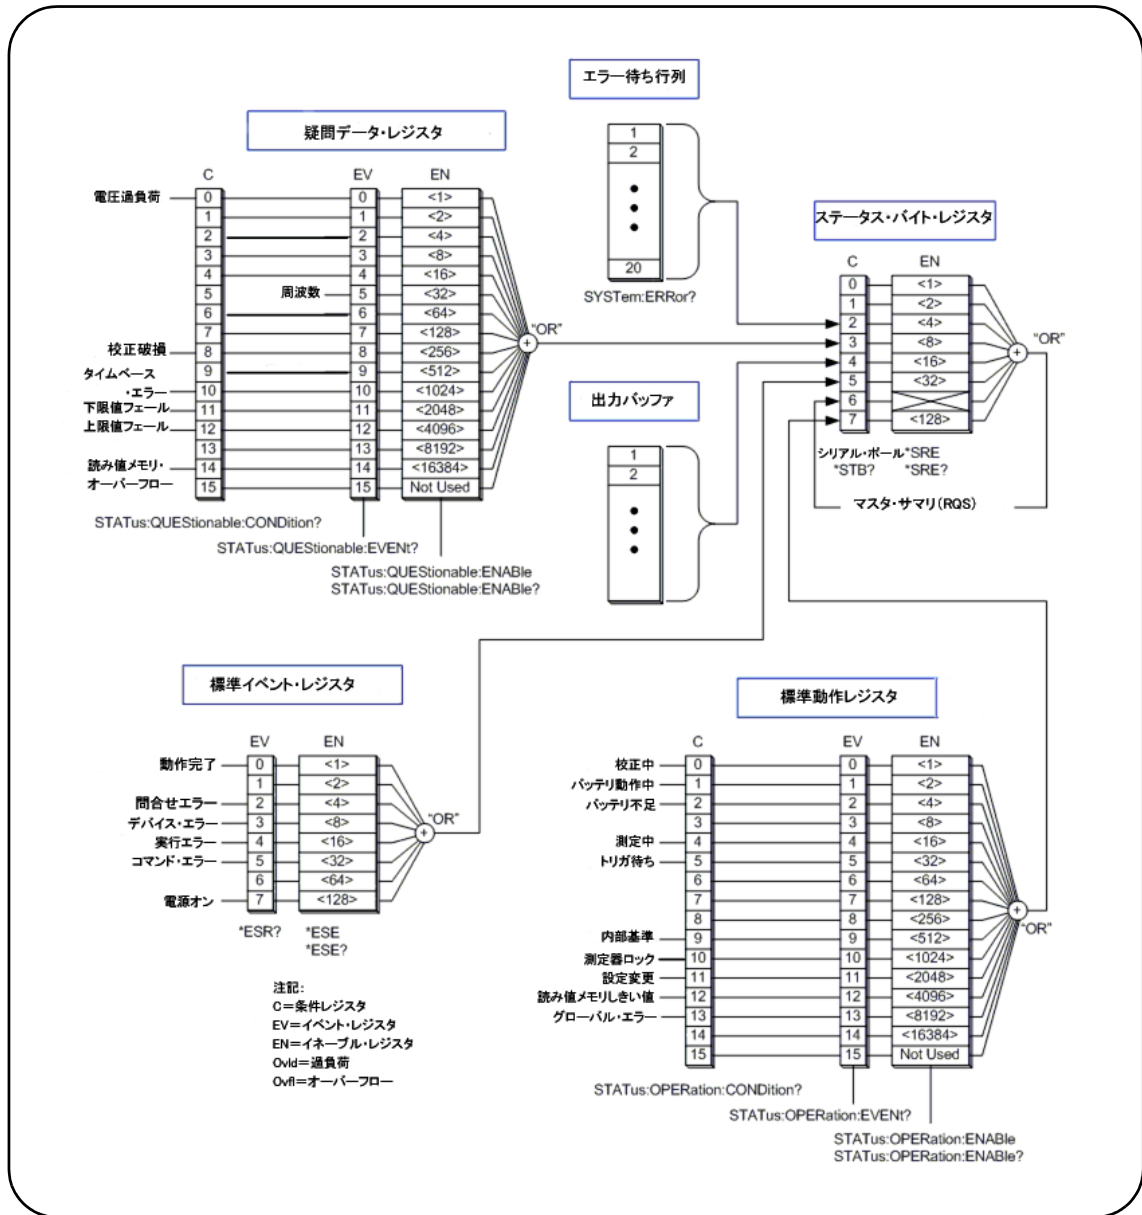 エラー待ち行列
1
2
20
SYSTem:ERRor?
疑問データ・レジスタ
C EV EN
電圧過負荷 0 0 <1>
1 1 <2>
2 2 <4>
3 3 <8>
4 4 <16>
5 周波数 5 <32>
6 6 <64>
7 7 <128>
校正破損 8 8 <256>
タイムベース 9 9 <512>
・エラー 10 10 <1024>
下限値フェール 11 11 <2048>
上限値フェール 12 12 <4096>
13 13 <8192>
読み値メモリ・ 14 14 <16384>
オーバーフロー 15 15 Not Used
"OR"
STATus:QUEStionable:CONDition?
STATus:QUEStionable:EVENt?
STATus:QUEStionable:ENABle
STATus:QUEStionable:ENABle?
出力バッファ
1
2
ステータス・バイト・レジスタ
C EN
0 <1>
1 <2>
2 <4>
3 <8>
4 <16>
5 <32>
6
7 <128>
"OR"
シリアル・ポール *SRE
*STB? *SRE?
マスタ・サマリ(RQS)
標準イベント・レジスタ
EV EN
動作完了 0 <1>
1 <2>
問合せエラー 2 <4>
デバイス・エラー 3 <8>
実行エラー 4 <16>
コマンド・エラー 5 <32>
6 <64>
電源オン 7 <128>
"OR"
*ESR? *ESE
*ESE?
注記:
C=条件レジスタ
EV=イベント・レジスタ
EN=イネーブル・レジスタ
Ovld=過負荷
Ovfl=オーバーフロー
標準動作レジスタ
C EV EN
校正中 0 0 <1>
バッテリ動作中 1 1 <2>
バッテリ不足 2 2 <4>
3 3 <8>
測定中 4 4 <16>
トリガ待ち 5 5 <32>
6 6 <64>
7 7 <128>
8 8 <256>
内部基準 9 9 <512>
測定器ロック 10 10 <1024>
設定変更 11 11 <2048>
読み値メモリしきい値 12 12 <4096>
グローバル・エラー 13 13 <8192>
14 14 <16384>
15 15 Not Used
"OR"
STATus:OPERation:CONDition?
STATus:OPERation:EVENt?
STATus:OPERation:ENABle
STATus:OPERation:ENABle?